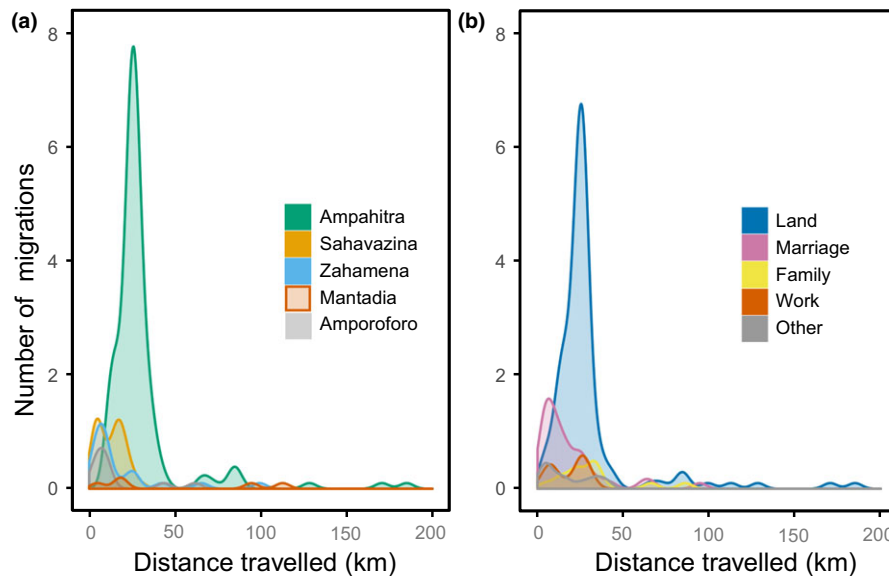 (a)
Number of migrations
8
6
4
2
0
Ampahitra
Sahavazina
Zahamena
Mantadia
Amporoforo
0 50 100 150 200
Distance travelled (km)
(b)
8
6
4
2
0
Land
Marriage
Family
Work
Other
0 50 100 150 200
Distance travelled (km)